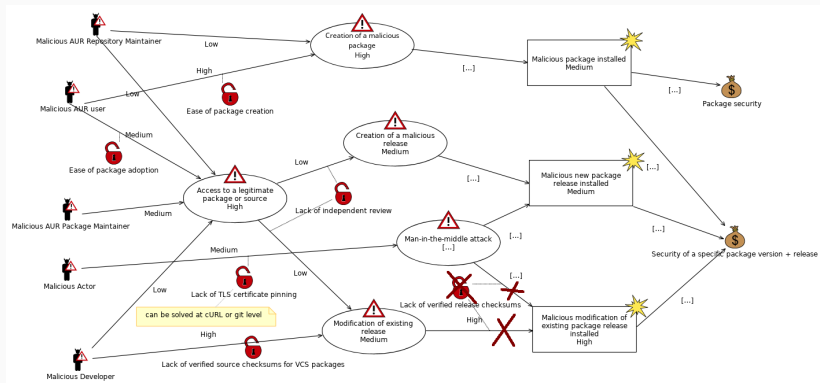 Malicious AUR Repository Maintainer
Low
Creation of a malicious
package
High
Malicious package installed
Medium
[...]
[...]
Package security
High
Low
Malicious AUR user
Ease of package creation
Medium
Ease of package adoption
Creation of a malicious
release
Medium
Low
Access to a legitimate
package or source
High
[...]
Malicious new package
release installed
Medium
[...]
Lack of independent review
Medium
Malicious AUR Package Maintainer
Man-in-the-middle attack
[...]
[...]
[...]
Security of a specific package version + release
Medium
Malicious Actor
Low
Low
[...]
Lack of TLS certificate pinning
Lack of verified release checksums
[...]
can be solved at cURL or git level
High
Malicious modification of
existing package release
installed
High
Modification of existing
release
Medium
High
Lack of verified source checksums for VCS packages
Malicious Developer